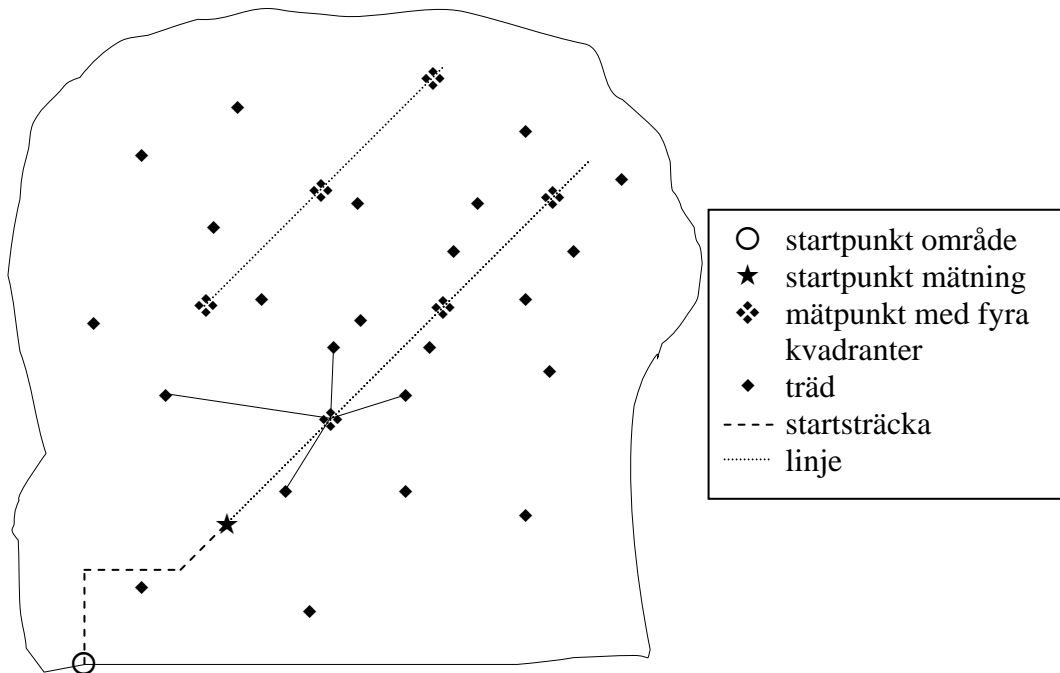 startpunkt område
startpunkt mätning
mätpunkt med fyra
kvadranter
träd
startsträcka
linje